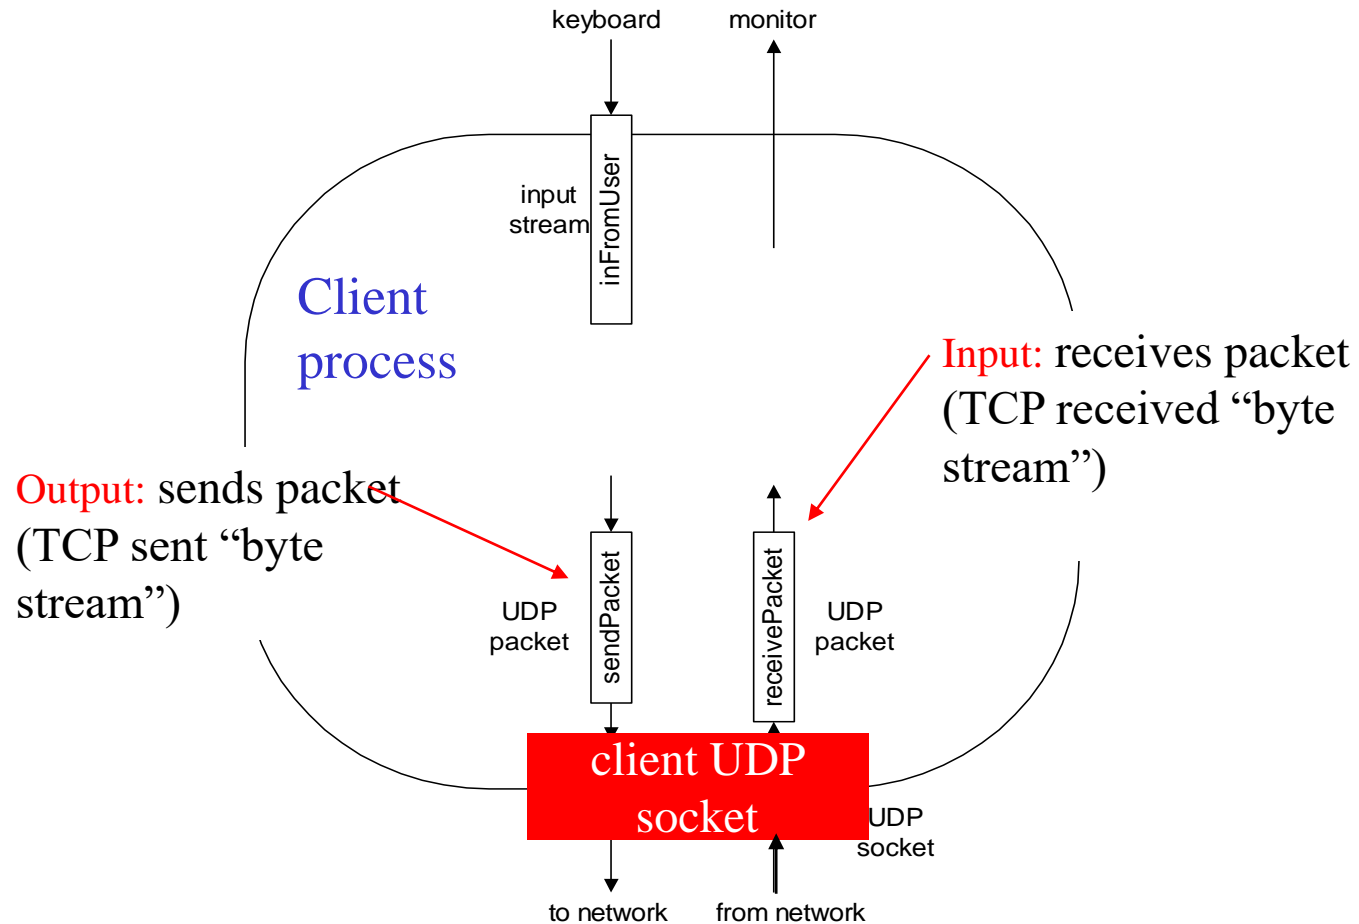 keyboard
monitor
input
stream
inFromUser
Client
process
Input: receives packet
(TCP received “byte
stream”)
Output: sends packet
(TCP sent “byte
stream”)
UDP
packet
sendPacket
receivePacket
UDP
packet
client UDP
socket
UDP
socket
to network
from network